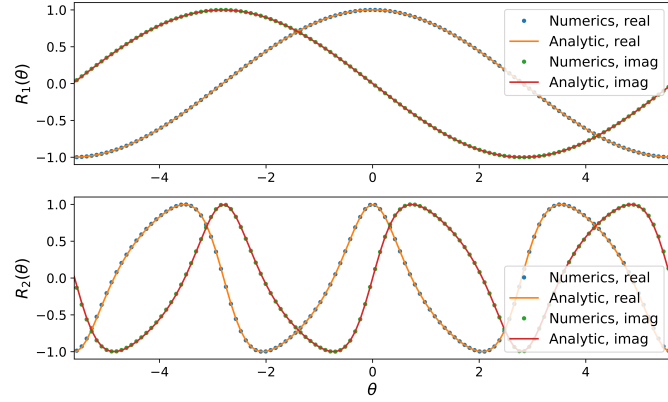 1.0
0.5
0.0
−0.5
−1.0
R₁(θ)
Numerics, real
Analytic, real
Numerics, imag
Analytic, imag
−4 −2 0 2 4
1.0
0.5
0.0
−0.5
−1.0
R₂(θ)
Numerics, real
Analytic, real
Numerics, imag
Analytic, imag
−4 −2 0 2 4
θ